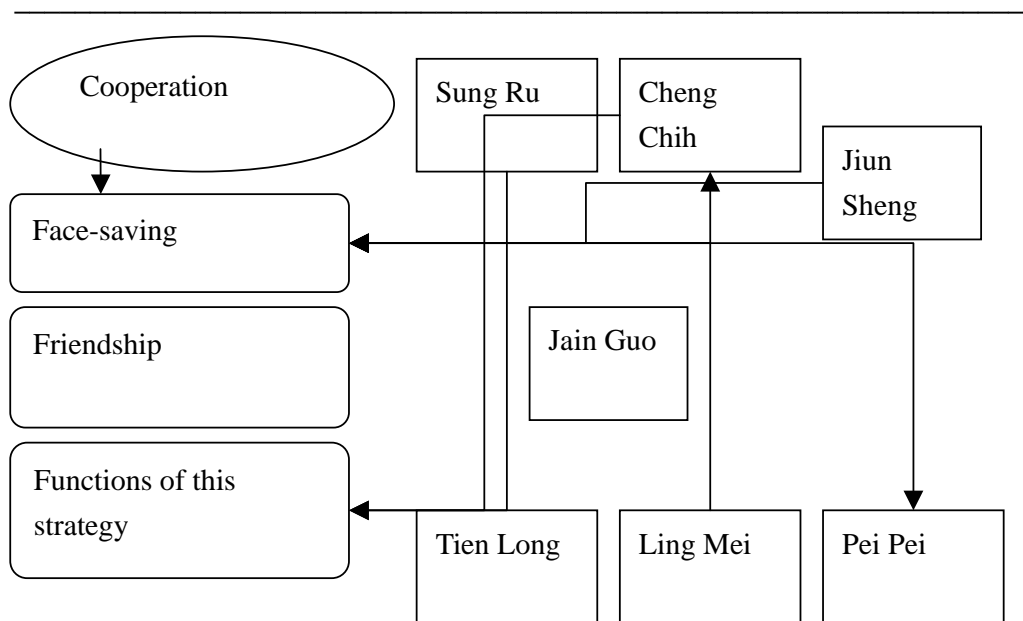 Cooperation
Sung Ru
Cheng
Chih
Jiun
Sheng
Face-saving
Friendship
Jain Guo
Functions of this
strategy
Tien Long
Ling Mei
Pei Pei